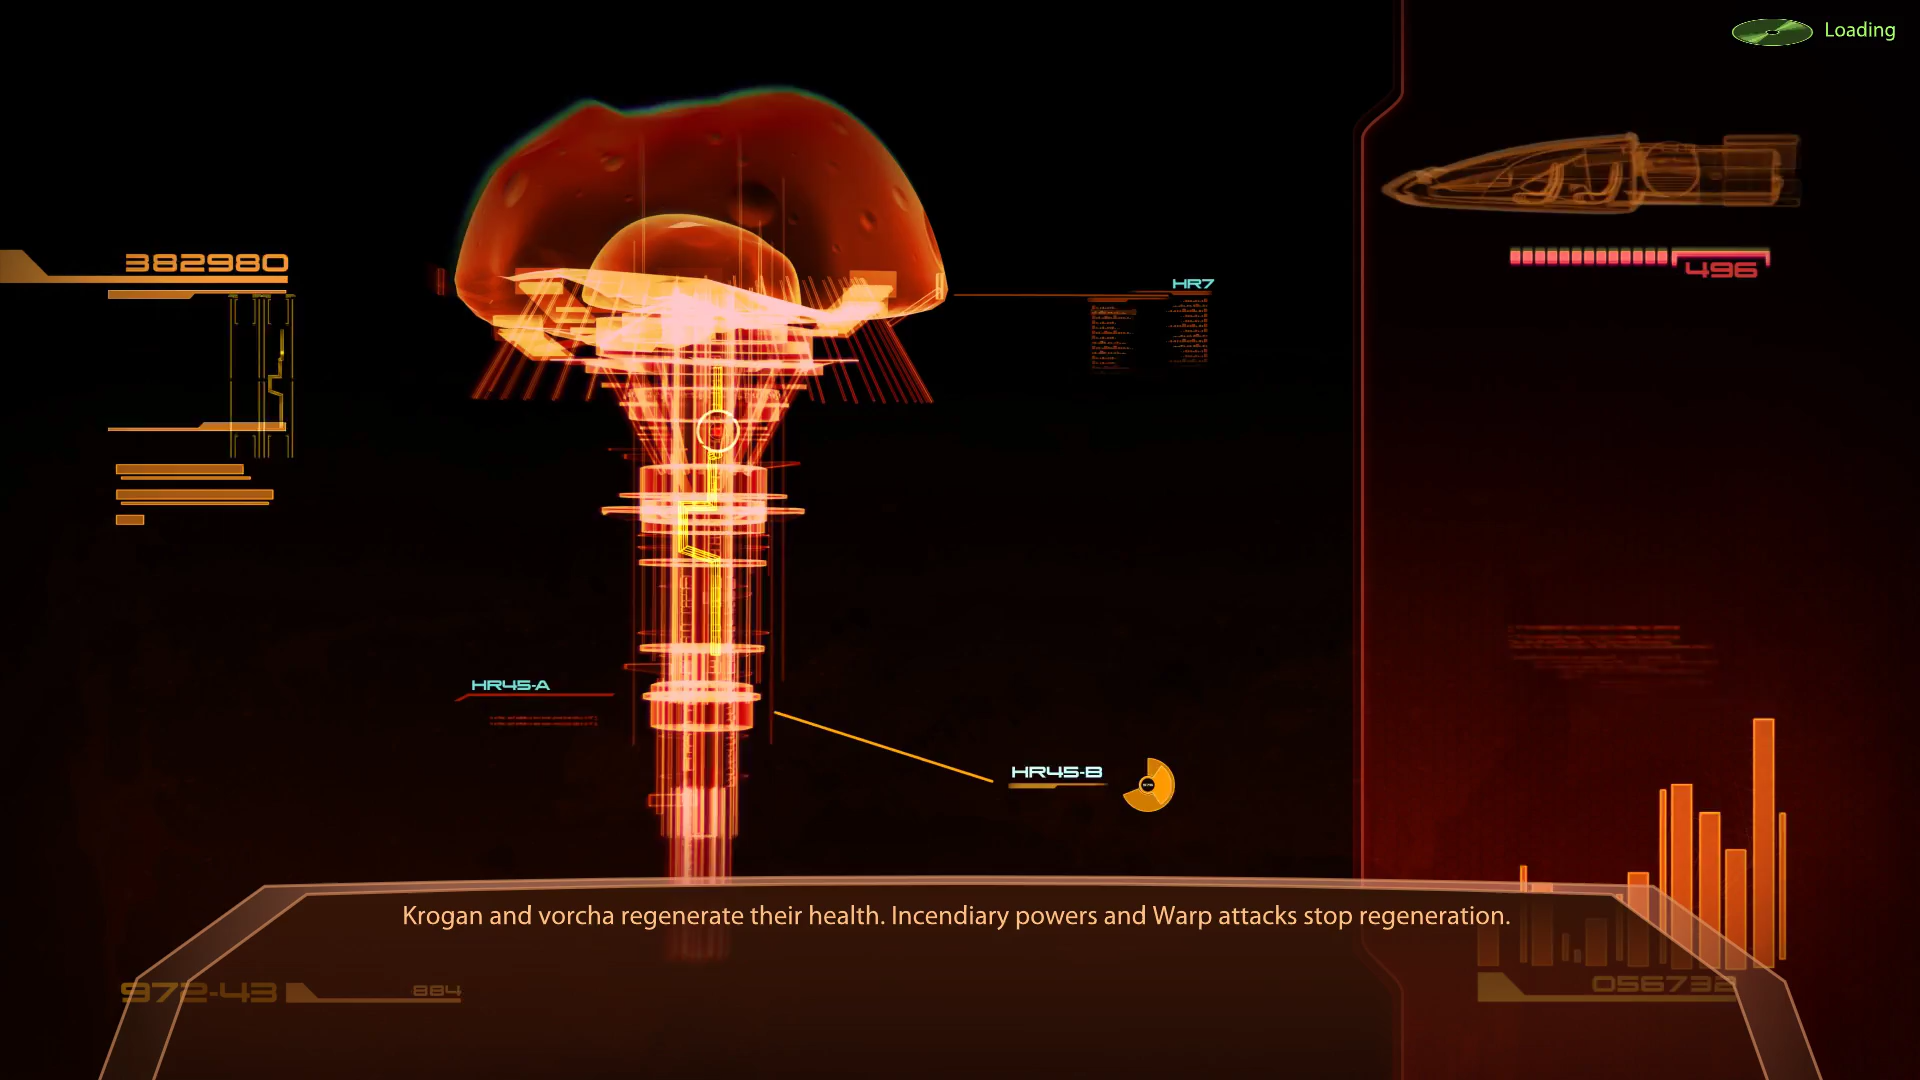 Loading
382980
496
HR7
HR45-A
HR45-B
Krogan and vorcha regenerate their health. Incendiary powers and Warp attacks stop regeneration.
972-43
884
056732